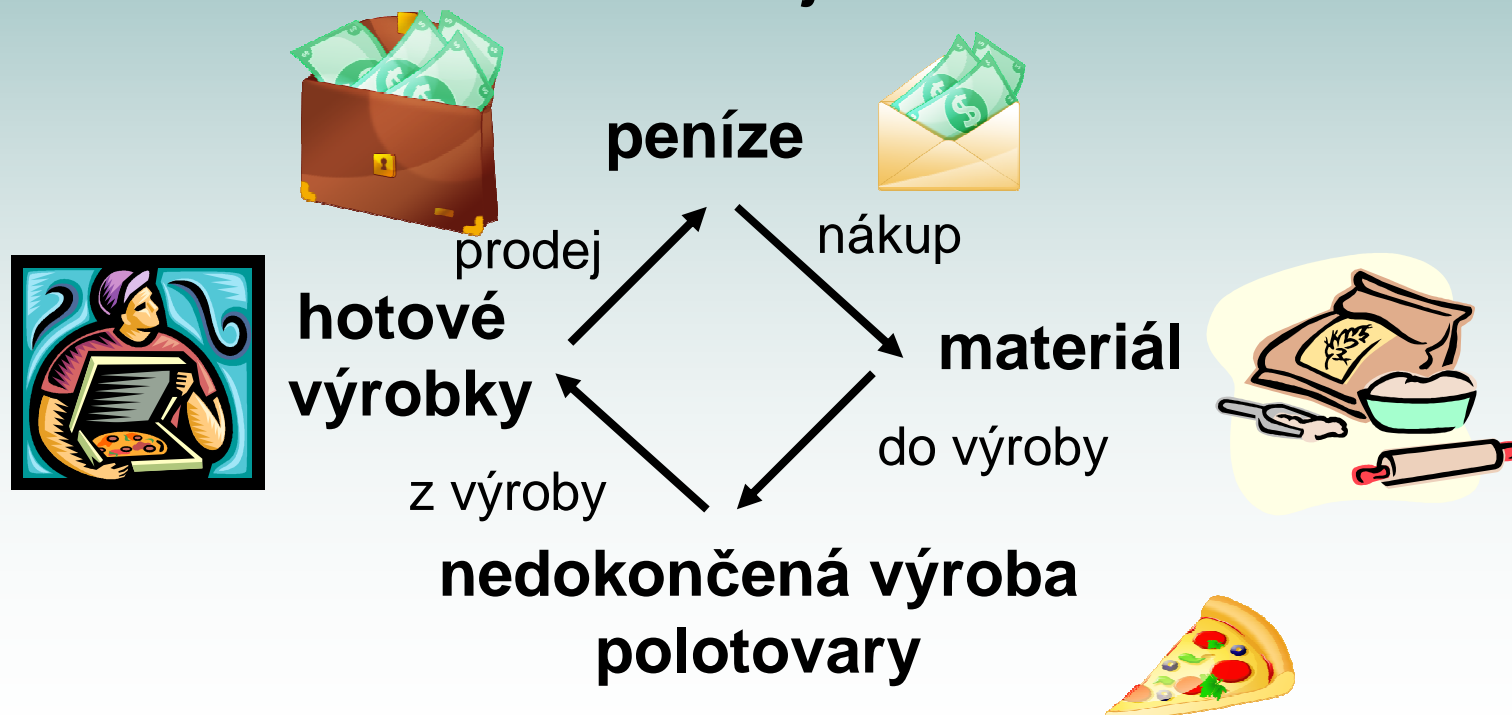 peníze
prodej
nákup
hotové
výrobky
materiál
do výroby
z výroby
nedokončená výroba
polotovary